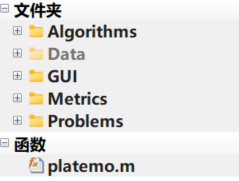 文件夹
Algorithms
Data
GUI
Metrics
Problems
函数
platemo.m